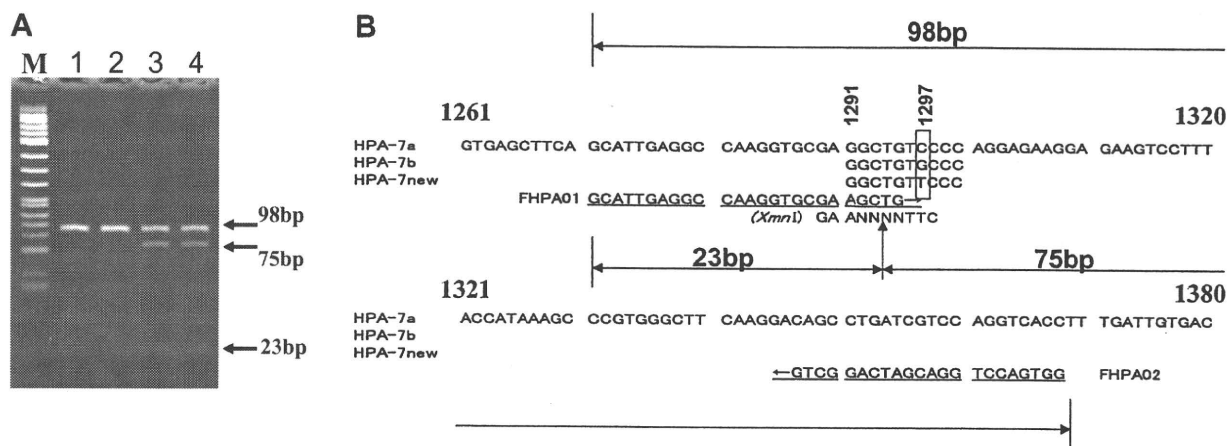 A
M 1 2 3 4
98bp
75bp
23bp
B
98bp
1261 1291 1297 1320
HPA-7a GTGAGCTTCA GCATTGAGGC CAAGGTGCGA GGCTGTCCCC AGGAGAAGGA GAAGTCCTTT
HPA-7b GGCTGTGCCC
HPA-7new GGCTGTTCCC
FHPA01 GCATTGAGGC CAAGGTGCGA AGCTG→
(XmnI) GA ANNNNTTC
23bp 75bp
1321 1380
HPA-7a ACCATAAAGC CCGTGGGCTT CAAGGACAGC CTGATCGTCC AGGTCACCTT TGATTGTGAC
HPA-7b
HPA-7new
←GTCG GACTAGCAGG TCCAGTGG FHPA02